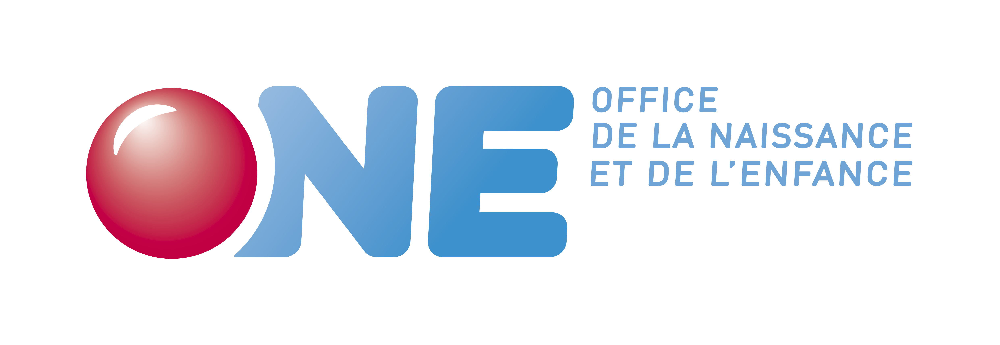 ONE
OFFICE
DE LA NAISSANCE
ET DE L'ENFANCE